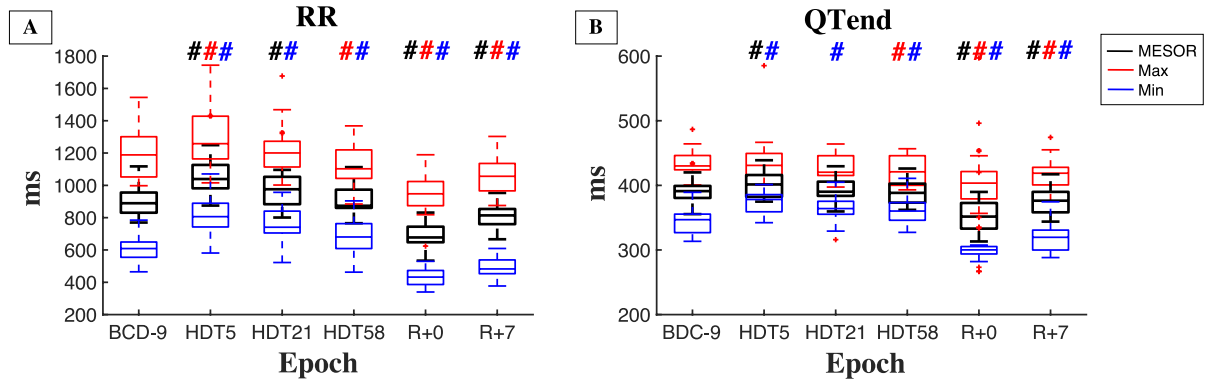 A
RR
# # #
# #
# #
# # #
# # #
1800
1600
1400
1200
1000
800
600
400
200
ms
BCD-9 HDT5 HDT21 HDT58 R+0 R+7
Epoch
B
QTend
# #
#
# #
# # #
# # #
600
500
400
300
200
ms
BDC-9 HDT5 HDT21 HDT58 R+0 R+7
Epoch
MESOR
Max
Min